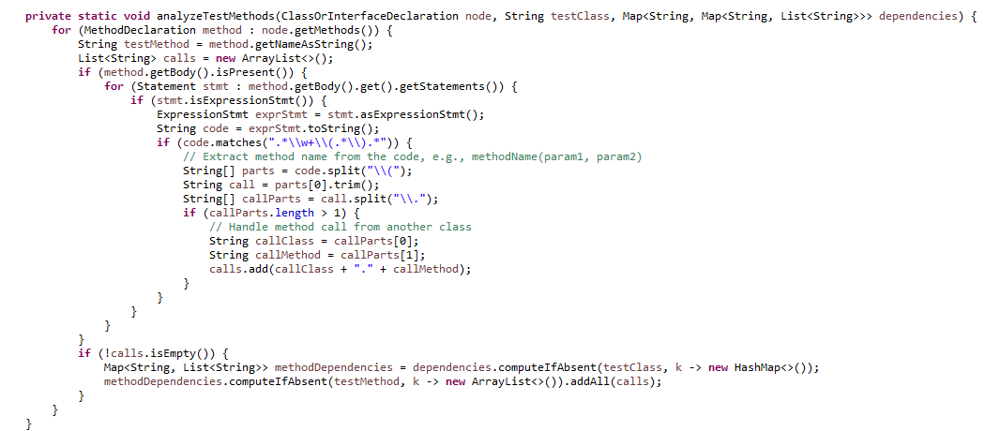 private static void analyzeTestMethods(ClassOrInterfaceDeclaration node, String testClass, Map<String, Map<String, List<String>>> dependencies) {
    for (MethodDeclaration method : node.getMethods()) {
        String testMethod = method.getNameAsString();
        List<String> calls = new ArrayList<>();
        if (method.getBody().isPresent()) {
            for (Statement stmt : method.getBody().get().getStatements()) {
                if (stmt.isExpressionStmt()) {
                    ExpressionStmt exprStmt = stmt.asExpressionStmt();
                    String code = exprStmt.toString();
                    if (code.matches(".*\\w+\\(.*\\).*")) {
                        // Extract method name from the code, e.g., methodName(param1, param2)
                        String[] parts = code.split("\\(");
                        String call = parts[0].trim();
                        String[] callParts = call.split("\\.");
                        if (callParts.length > 1) {
                            // Handle method call from another class
                            String callClass = callParts[0];
                            String callMethod = callParts[1];
                            calls.add(callClass + "." + callMethod);
                        }
                    }
                }
            }
        }
        if (!calls.isEmpty()) {
            Map<String, List<String>> methodDependencies = dependencies.computeIfAbsent(testClass, k -> new HashMap<>());
            methodDependencies.computeIfAbsent(testMethod, k -> new ArrayList<>()).addAll(calls);
        }
    }
}